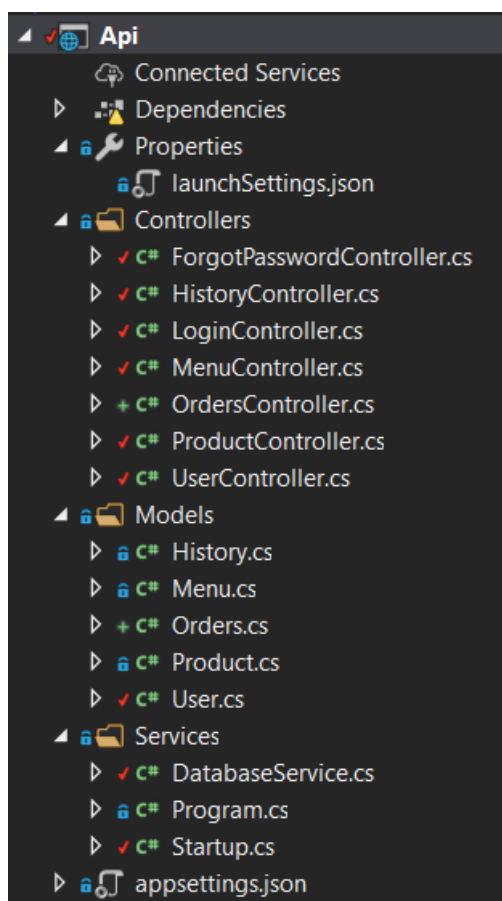 Api
Connected Services
Dependencies
Properties
launchSettings.json
Controllers
C# ForgotPasswordController.cs
C# HistoryController.cs
C# LoginController.cs
C# MenuController.cs
+ C# OrdersController.cs
C# ProductController.cs
C# UserController.cs
Models
C# History.cs
C# Menu.cs
+ C# Orders.cs
C# Product.cs
C# User.cs
Services
C# DatabaseService.cs
C# Program.cs
C# Startup.cs
appsettings.json